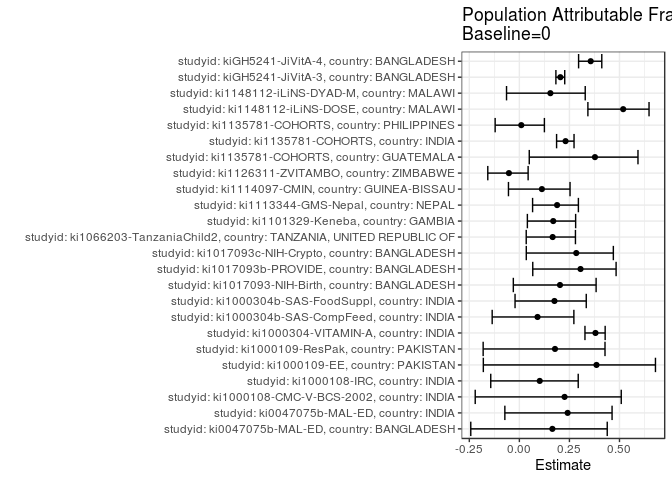 Population Attributable Fra
Baseline=0
studyid: kiGH5241-JiVitA-4, country: BANGLADESH
studyid: kiGH5241-JiVitA-3, country: BANGLADESH
studyid: ki1148112-iLiNS-DYAD-M, country: MALAWI
studyid: ki1148112-iLiNS-DOSE, country: MALAWI
studyid: ki1135781-COHORTS, country: PHILIPPINES
studyid: ki1135781-COHORTS, country: INDIA
studyid: ki1135781-COHORTS, country: GUATEMALA
studyid: ki1126311-ZVITAMBO, country: ZIMBABWE
studyid: ki1114097-CMIN, country: GUINEA-BISSAU
studyid: ki1113344-GMS-Nepal, country: NEPAL
studyid: ki1101329-Keneba, country: GAMBIA
studyid: ki1066203-TanzaniaChild2, country: TANZANIA, UNITED REPUBLIC OF
studyid: ki1017093c-NIH-Crypto, country: BANGLADESH
studyid: ki1017093b-PROVIDE, country: BANGLADESH
studyid: ki1017093-NIH-Birth, country: BANGLADESH
studyid: ki1000304b-SAS-FoodSuppl, country: INDIA
studyid: ki1000304b-SAS-CompFeed, country: INDIA
studyid: ki1000304-VITAMIN-A, country: INDIA
studyid: ki1000109-ResPak, country: PAKISTAN
studyid: ki1000109-EE, country: PAKISTAN
studyid: ki1000108-IRC, country: INDIA
studyid: ki1000108-CMC-V-BCS-2002, country: INDIA
studyid: ki0047075b-MAL-ED, country: INDIA
studyid: ki0047075b-MAL-ED, country: BANGLADESH
-0.25 0.00 0.25 0.50
Estimate